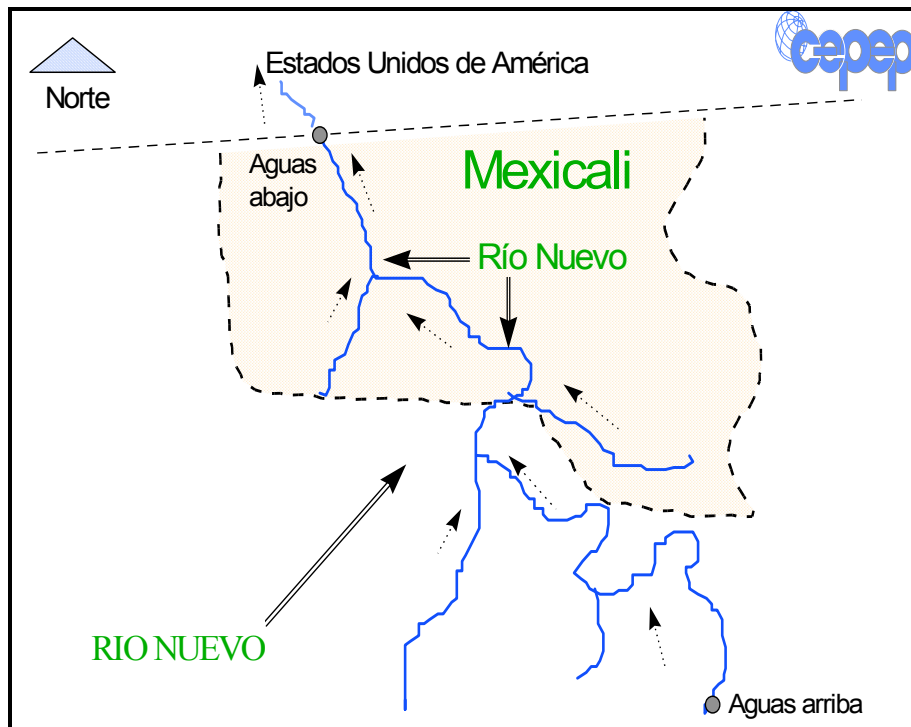 Estados Unidos de América
cepep
Norte
Aguas
abajo
Mexicali
Río Nuevo
RIO NUEVO
Aguas arriba